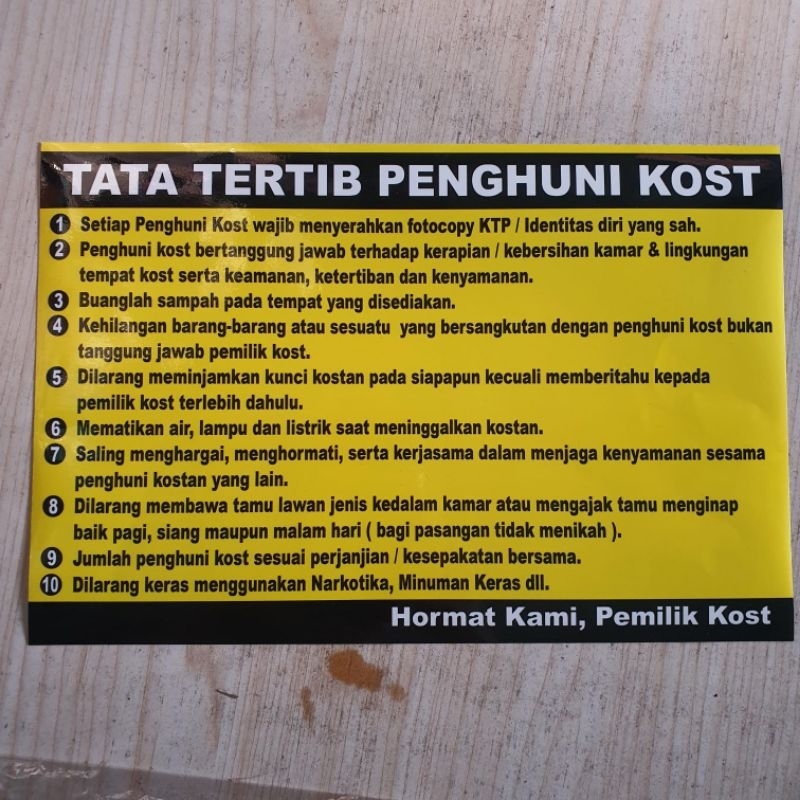 TATA TERTIB PENGHUNI KOST
1 Setiap Penghuni Kost wajib menyerahkan fotocopy KTP / Identitas diri yang sah.
2 Penghuni kost bertanggung jawab terhadap kerapian / kebersihan kamar & lingkungan
tempat kost serta keamanan, ketertiban dan kenyamanan.
3 Buanglah sampah pada tempat yang disediakan.
4 Kehilangan barang-barang atau sesuatu yang bersangkutan dengan penghuni kost bukan
tanggung jawab pemilik kost.
5 Dilarang meminjamkan kunci kostan pada siapapun kecuali memberitahu kepada
pemilik kost terlebih dahulu.
6 Mematikan air, lampu dan listrik saat meninggalkan kostan.
7 Saling menghargai, menghormati, serta kerjasama dalam menjaga kenyamanan sesama
penghuni kostan yang lain.
8 Dilarang membawa tamu lawan jenis kedalam kamar atau mengajak tamu menginap
baik pagi, siang maupun malam hari ( bagi pasangan tidak menikah ).
9 Jumlah penghuni kost sesuai perjanjian / kesepakatan bersama.
10 Dilarang keras menggunakan Narkotika, Minuman Keras dll.
Hormat Kami, Pemilik Kost